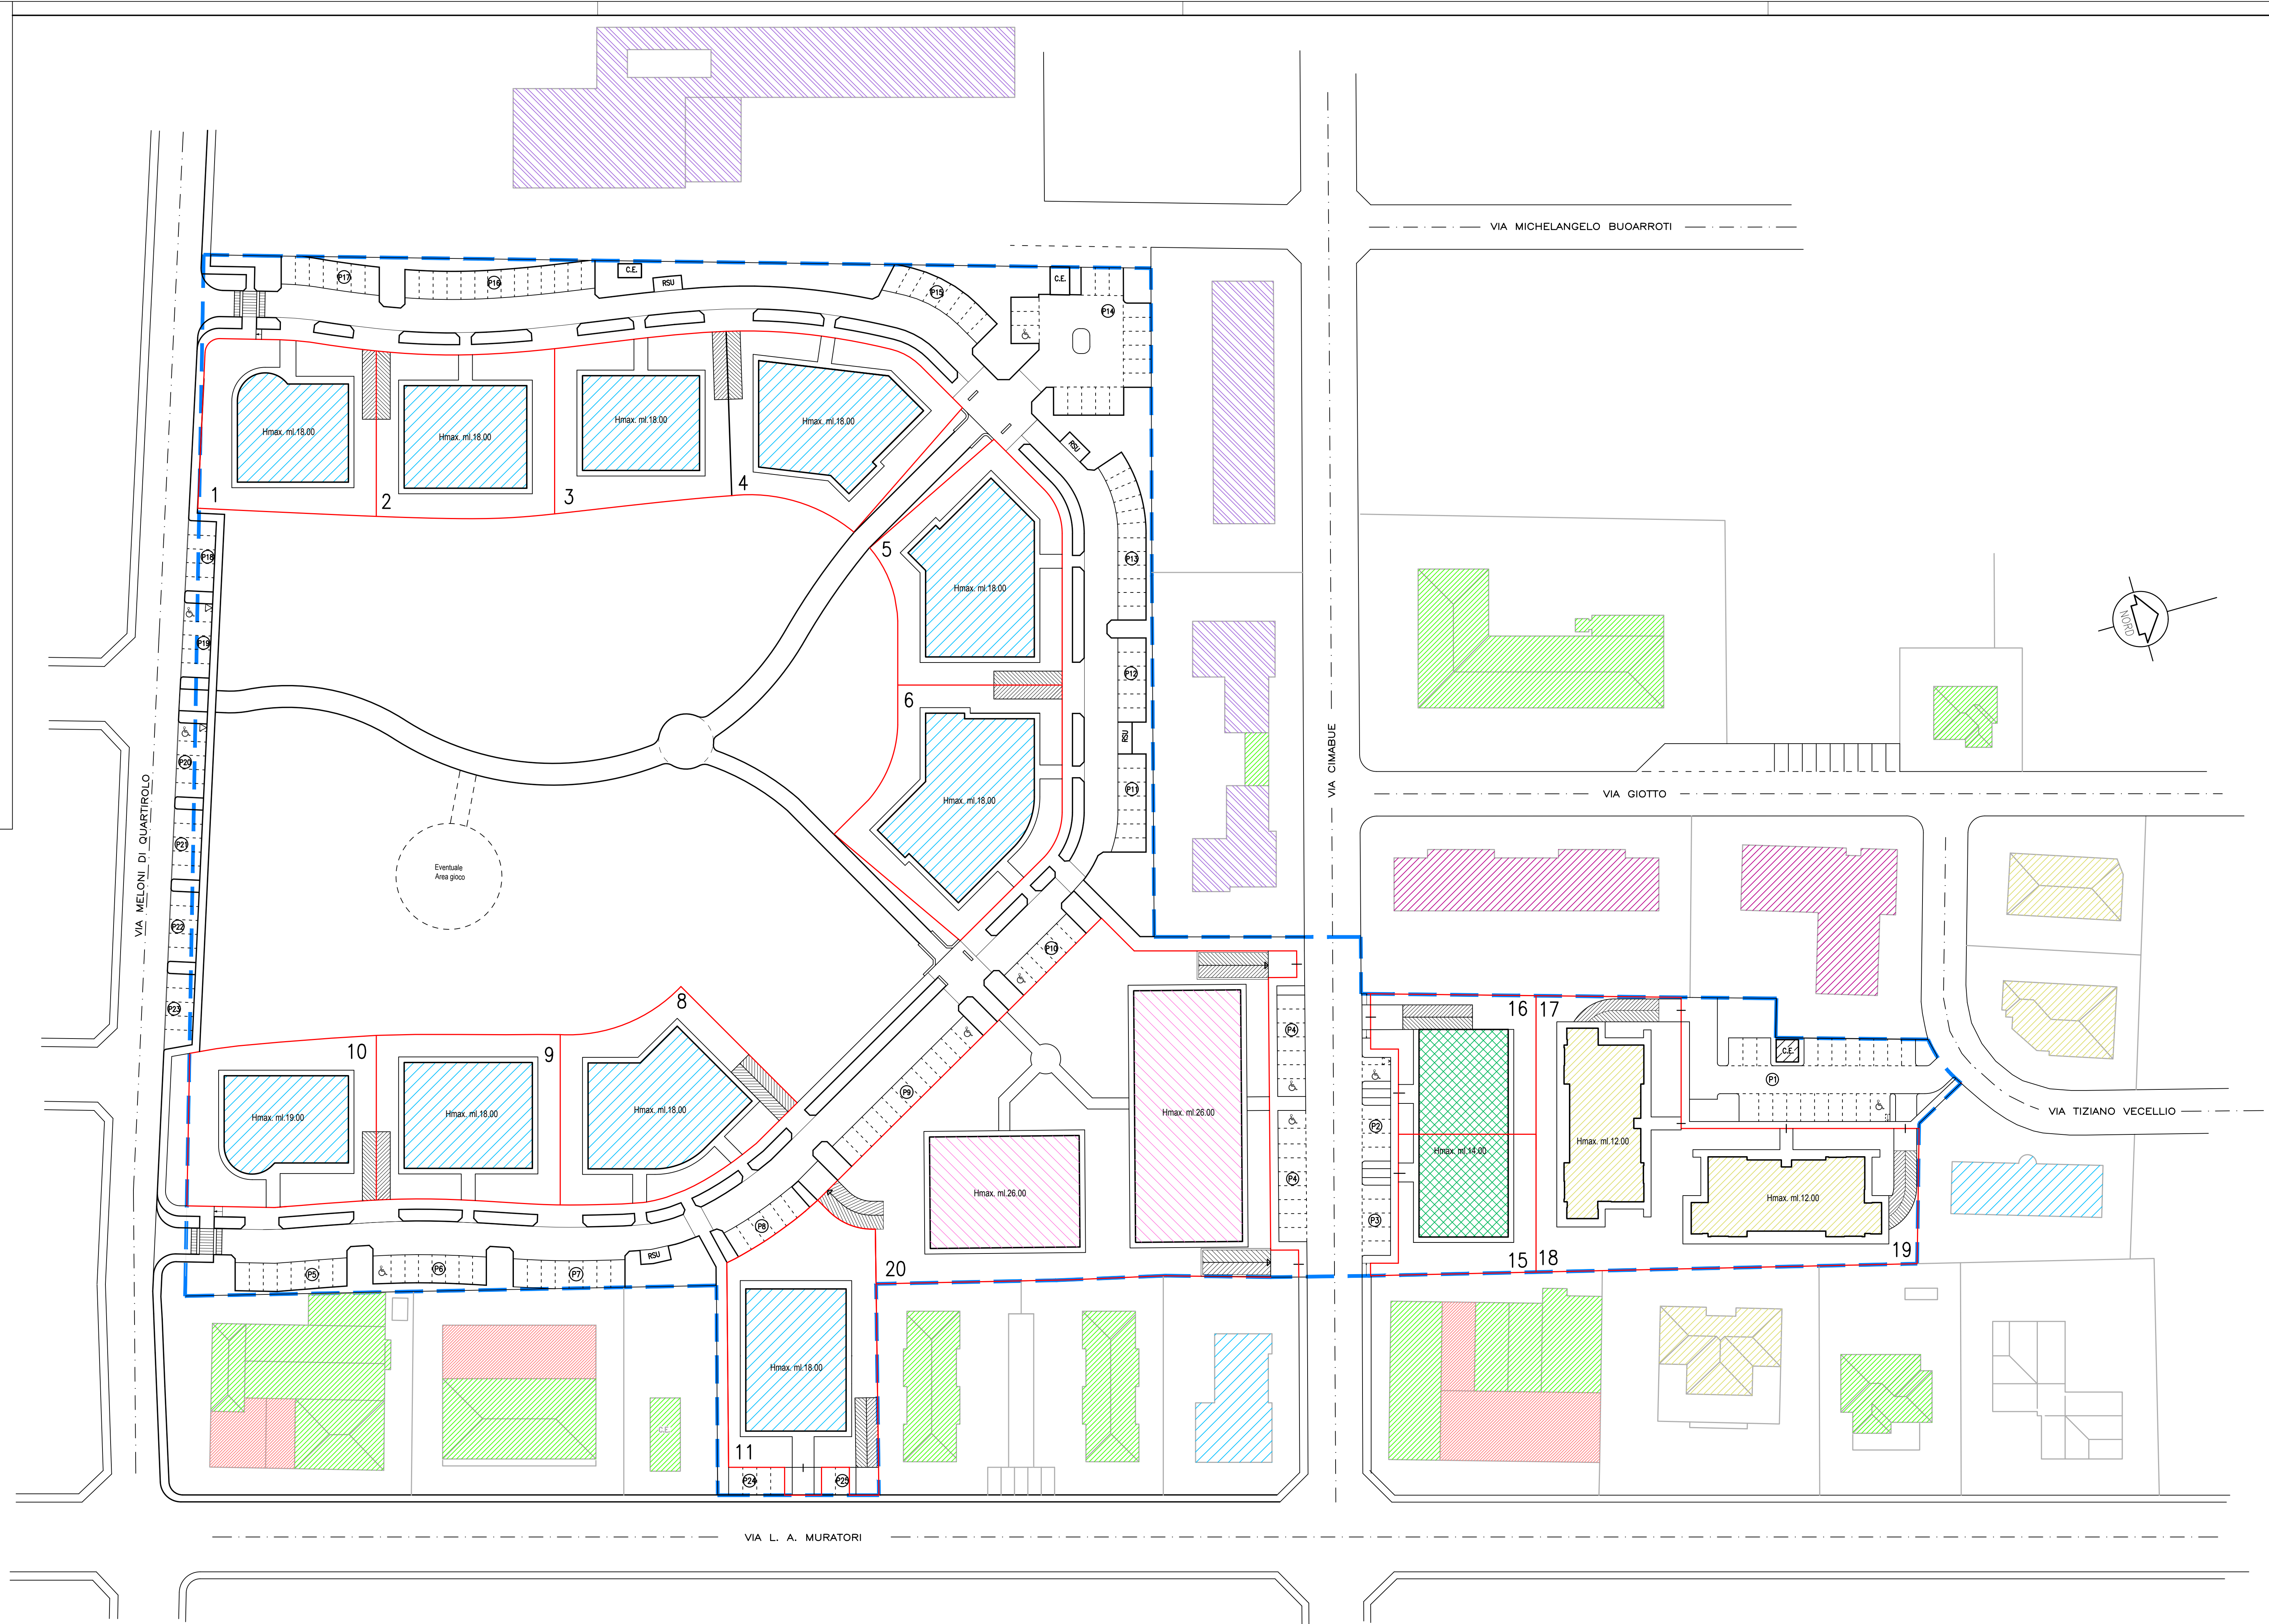 VIA MICHELANGELO BUOARROTI
P17
P16
C.E.
RSU
P15
C.E.
P14
Hmax. ml.18.00
Hmax. ml.18.00
Hmax. ml.18.00
Hmax. ml.18.00
RSU
1
2
3
4
5
P18
P13
Hmax. ml.18.00
NORD
P19
P12
6
RSU
P20
VIA CIMABUE
P11
VIA GIOTTO
Hmax. ml.18.00
P21
VIA MELONI DI QUARTIROLO
Eventuale
Area gioco
P22
P10
P23
8
16
17
10
9
P4
C.E.
P1
P9
Hmax. ml.19.00
Hmax. ml.18.00
Hmax. ml.18.00
Hmax. ml.26.00
VIA TIZIANO VECELLIO
P2
Hmax. ml.12.00
Hmax. ml.14.00
P4
Hmax. ml.26.00
Hmax. ml.12.00
P3
P8
RSU
19
15
18
P5
P6
P7
20
Hmax. ml.18.00
C.E.
11
P24
P25
VIA L. A. MURATORI